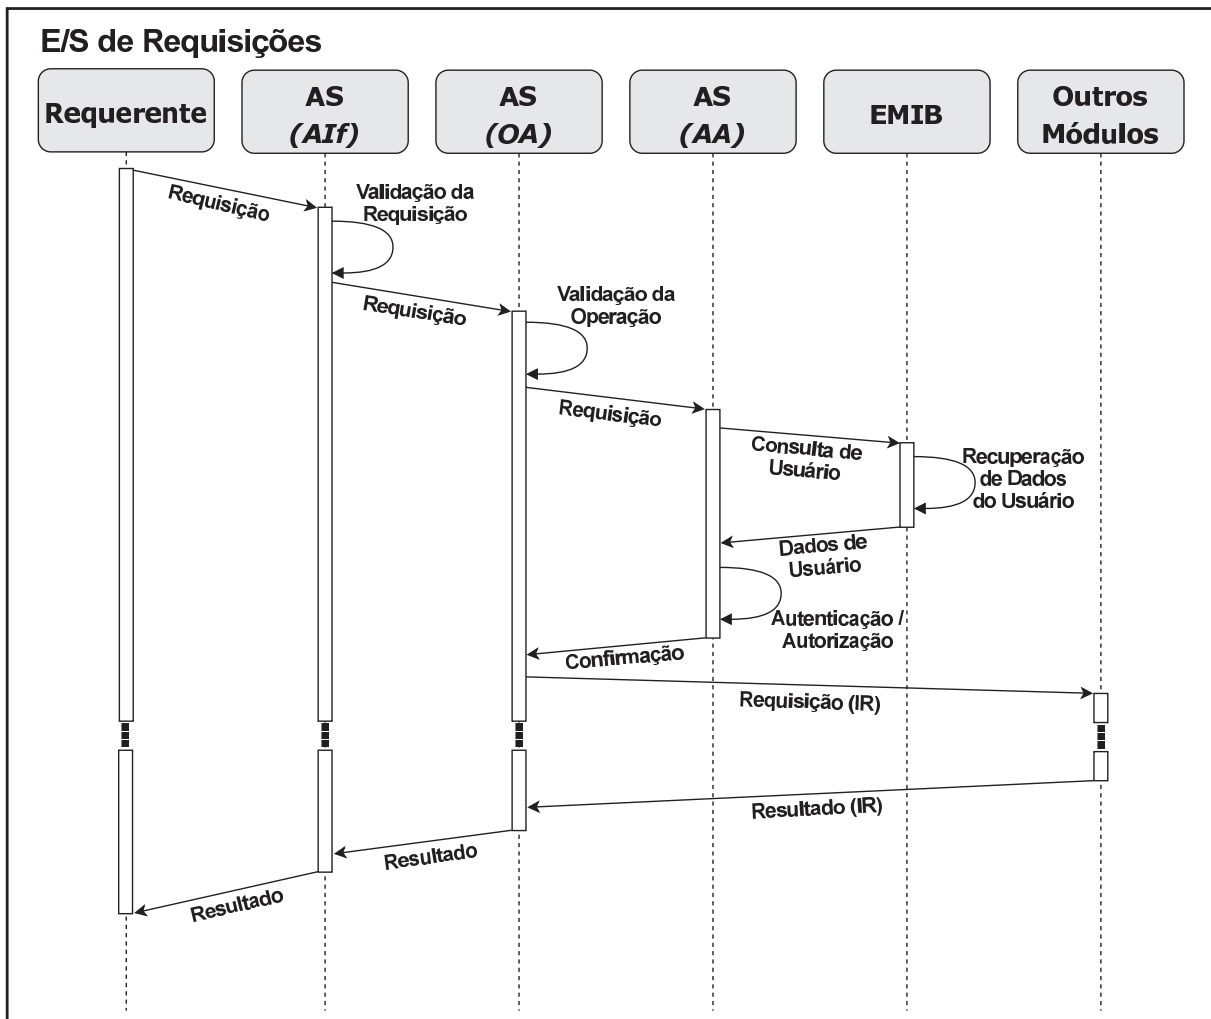 E/S de Requisições
Requerente
AS
(AIf)
AS
(OA)
AS
(AA)
EMIB
Outros
Módulos
Requisição
Validação da
Requisição
Requisição
Validação da
Operação
Requisição
Consulta de
Usuário
Recuperação
de Dados
do Usuário
Dados de
Usuário
Autenticação /
Autorização
Confirmação
Requisição (IR)
Resultado (IR)
Resultado
Resultado